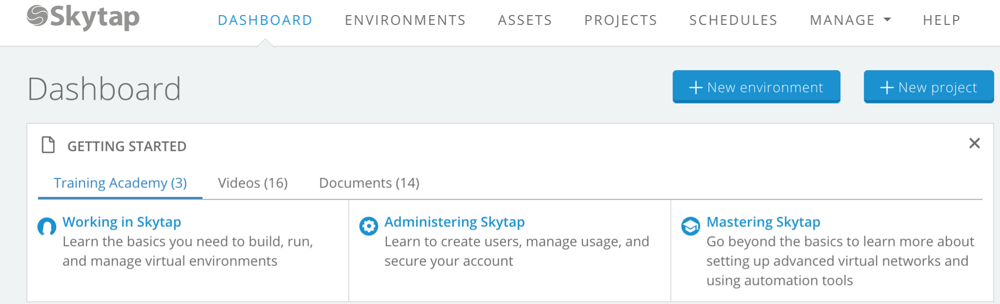 Skytap
DASHBOARD ENVIRONMENTS ASSETS PROJECTS SCHEDULES MANAGE HELP
Dashboard
New environment
New project
GETTING STARTED
Training Academy (3) Videos (16) Documents (14)
Working in Skytap
Learn the basics you need to build, run,
and manage virtual environments
Administering Skytap
Learn to create users, manage usage, and
secure your account
Mastering Skytap
Go beyond the basics to learn more about
setting up advanced virtual networks and
using automation tools